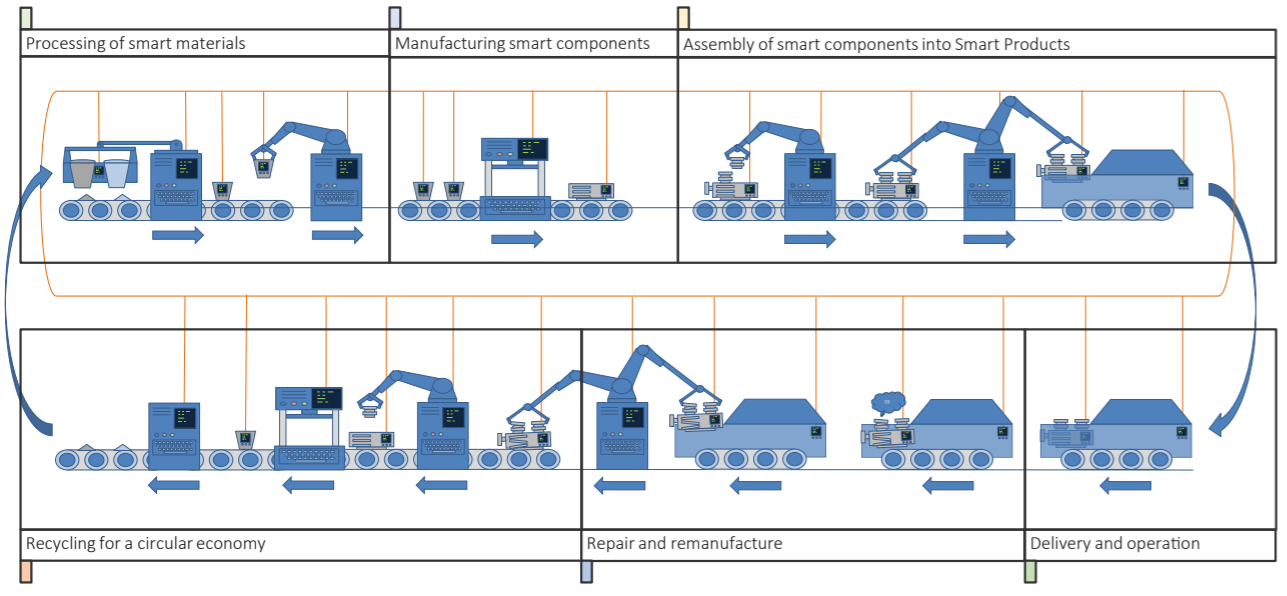 Processing of smart materials
Manufacturing smart components
Assembly of smart components into Smart Products
Recycling for a circular economy
Repair and remanufacture
Delivery and operation